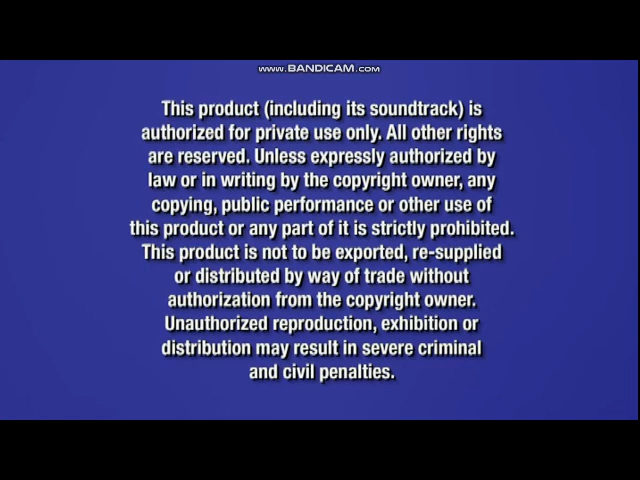 www.BANDICAM.com
This product (including its soundtrack) is
authorized for private use only. All other rights
are reserved. Unless expressly authorized by
law or in writing by the copyright owner, any
copying, public performance or other use of
this product or any part of it is strictly prohibited.
This product is not to be exported, re-supplied
or distributed by way of trade without
authorization from the copyright owner.
Unauthorized reproduction, exhibition or
distribution may result in severe criminal
and civil penalties.